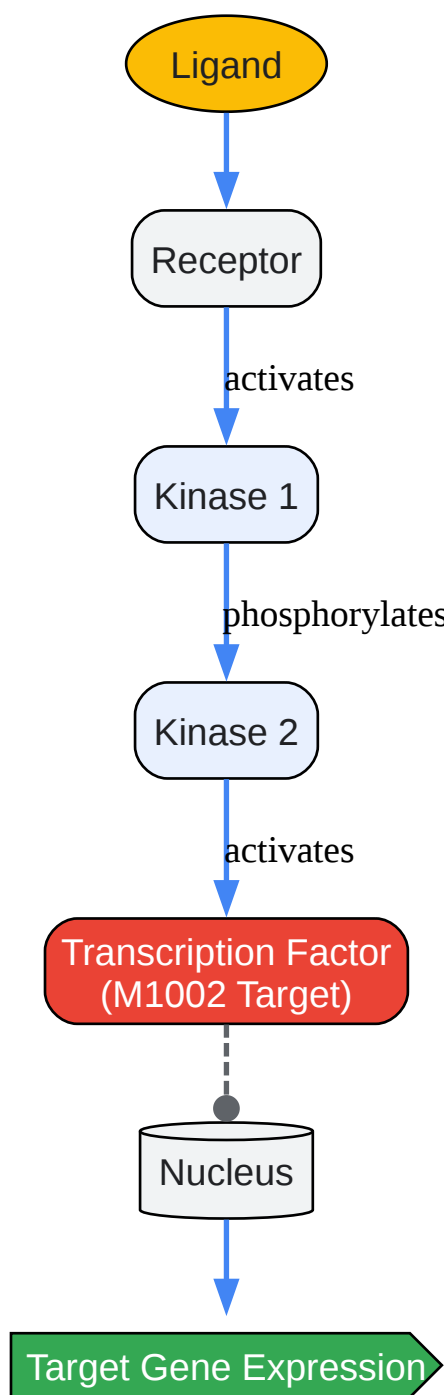 Ligand
Receptor
activates
Kinase 1
phosphorylates
Kinase 2
activates
Transcription Factor
(M1002 Target)
Nucleus
Target Gene Expression